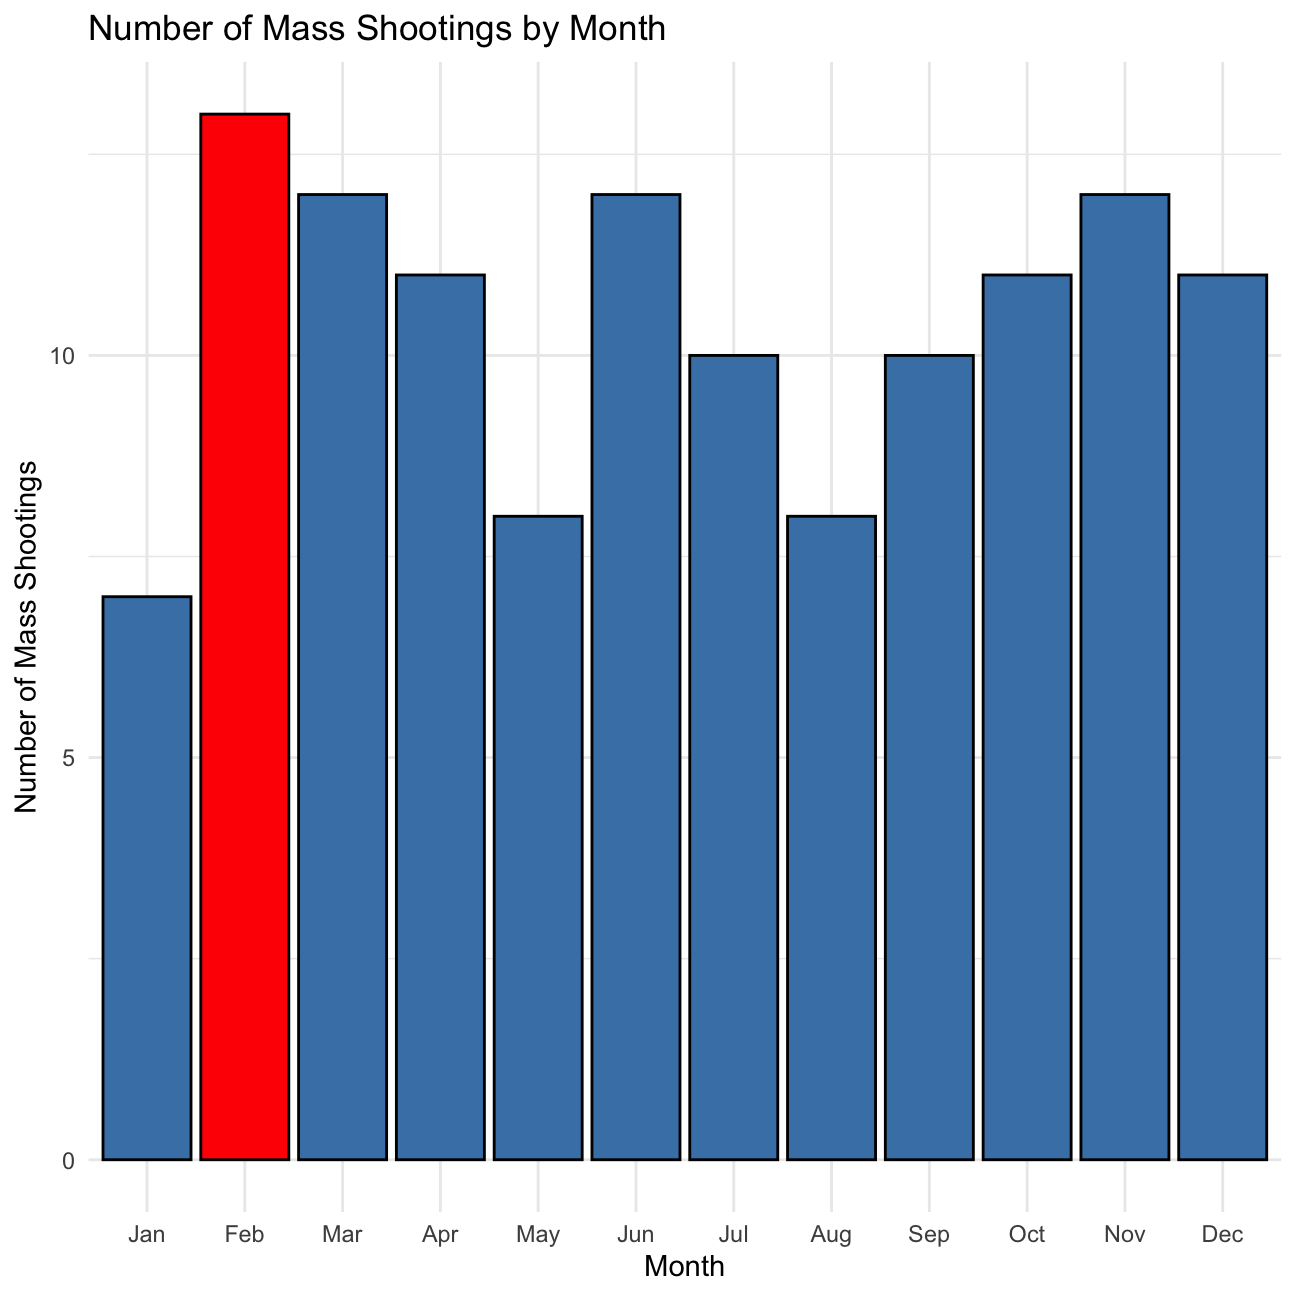 Number of Mass Shootings by Month
Number of Mass Shootings
10
5
0
Jan Feb Mar Apr May Jun Jul Aug Sep Oct Nov Dec
Month